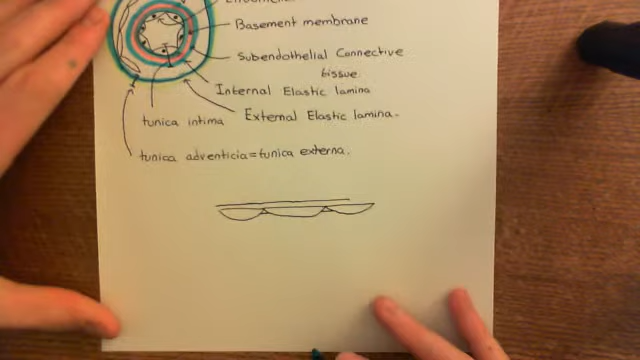 Basement membrane
Subendothelial Connective
tissue
Internal Elastic lamina
tunica intima
External Elastic lamina.
tunica adventicia = tunica externa.